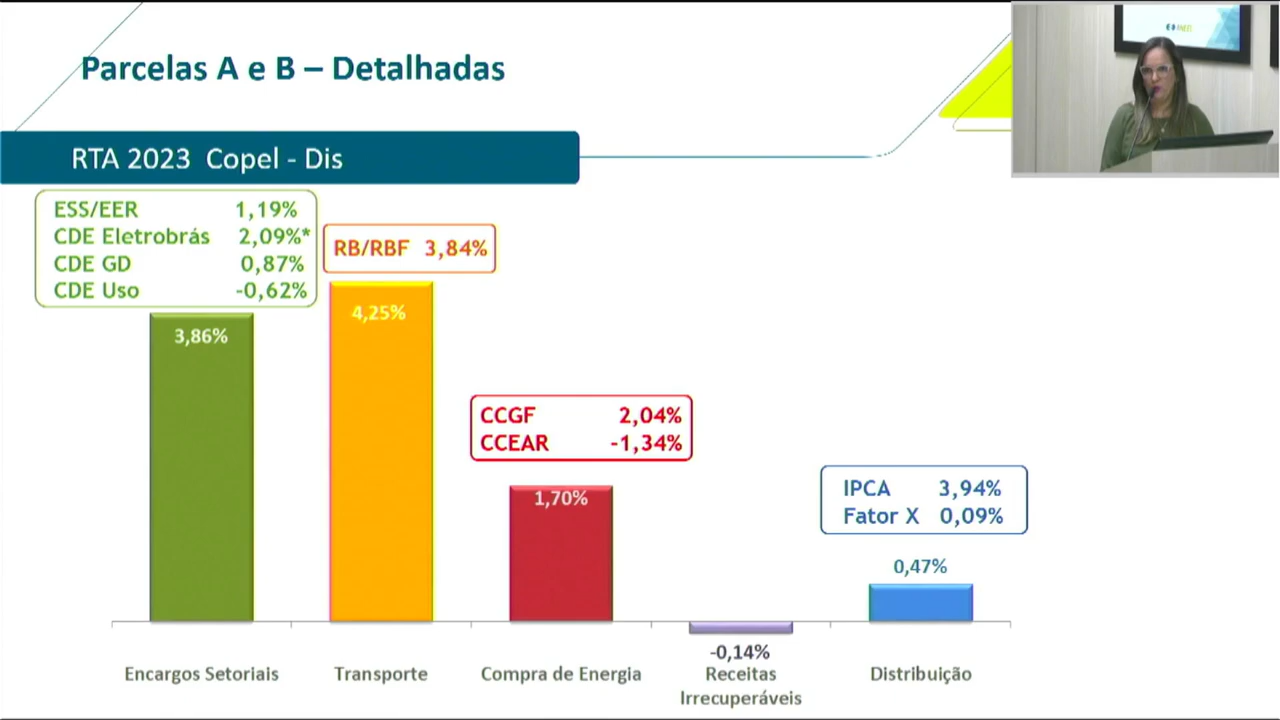 Parcelas A e B – Detalhadas
ANEEL
RTA 2023 Copel - Dis
ESS/EER 1,19%
CDE Eletrobrás 2,09%*
CDE GD 0,87%
CDE Uso -0,62%
RB/RBF 3,84%
3,86%
4,25%
CCGF 2,04%
CCEAR -1,34%
1,70%
IPCA 3,94%
Fator X 0,09%
0,47%
-0,14%
Encargos Setoriais
Transporte
Compra de Energia
Receitas
Irrecuperáveis
Distribuição